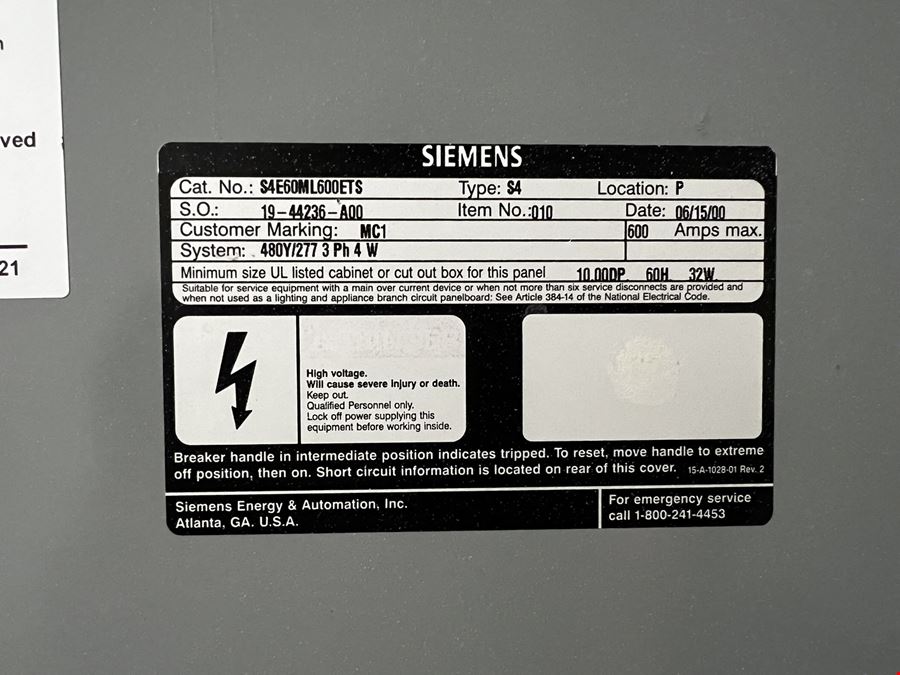 ved
21
SIEMENS
Cat. No.: S4E60ML600ETS Type: S4 Location: P
S.O.: 19-44236-A00 Item No.:010 Date: 06/15/00
Customer Marking: MC1 600 Amps max.
System: 480Y/277 3 Ph 4 W
Minimum size UL listed cabinet or cut out box for this panel 10.00DP 60H 32W
Suitable for service equipment with a main over current device or when not more than six service disconnects are provided and
when not used as a lighting and appliance branch circuit panelboard: See Article 384-14 of the National Electrical Code.
High voltage.
Will cause severe injury or death.
Keep out.
Qualified Personnel only.
Lock off power supplying this
equipment before working inside.
Breaker handle in intermediate position indicates tripped. To reset, move handle to extreme
off position, then on. Short circuit information is located on rear of this cover. 15-A-1028-01 Rev. 2
Siemens Energy & Automation, Inc.
Atlanta, GA. U.S.A.
For emergency service
call 1-800-241-4453